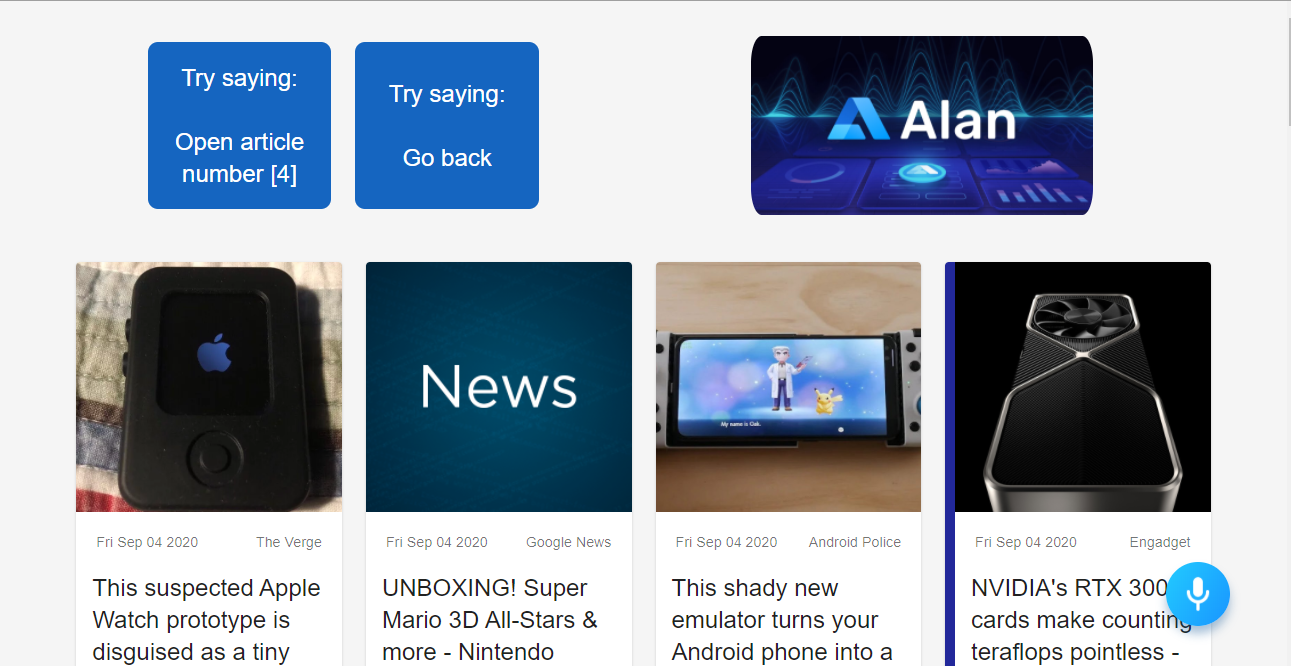 Try saying:
Open article
number [4]
Try saying:
Go back
Alan
News
My name is Oak.
Fri Sep 04 2020 The Verge
This suspected Apple
Watch prototype is
disguised as a tiny
Fri Sep 04 2020 Google News
UNBOXING! Super
Mario 3D All-Stars &
more - Nintendo
Fri Sep 04 2020 Android Police
This shady new
emulator turns your
Android phone into a
Fri Sep 04 2020 Engadget
NVIDIA's RTX 300
cards make counting
teraflops pointless -